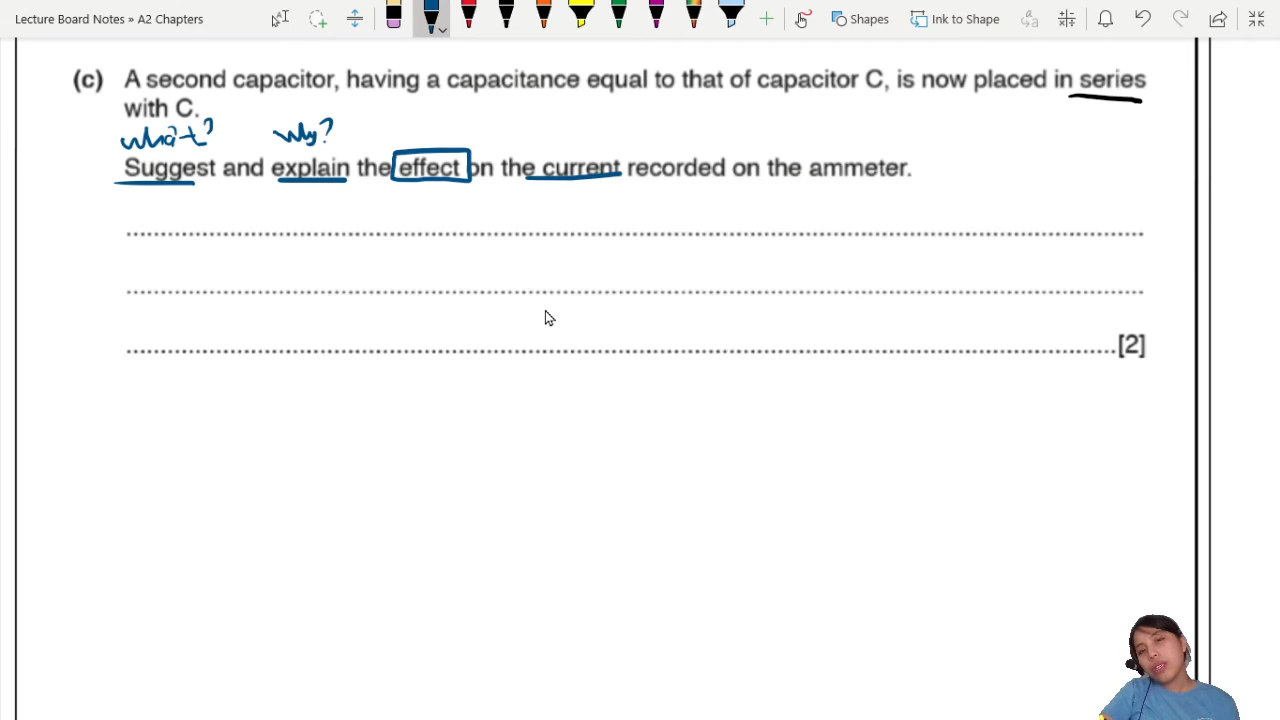 Lecture Board Notes » A2 Chapters
Shapes
Ink to Shape
(c) A second capacitor, having a capacitance equal to that of capacitor C, is now placed in series
with C.
what? why?
Suggest and explain the effect on the current recorded on the ammeter.
[2]